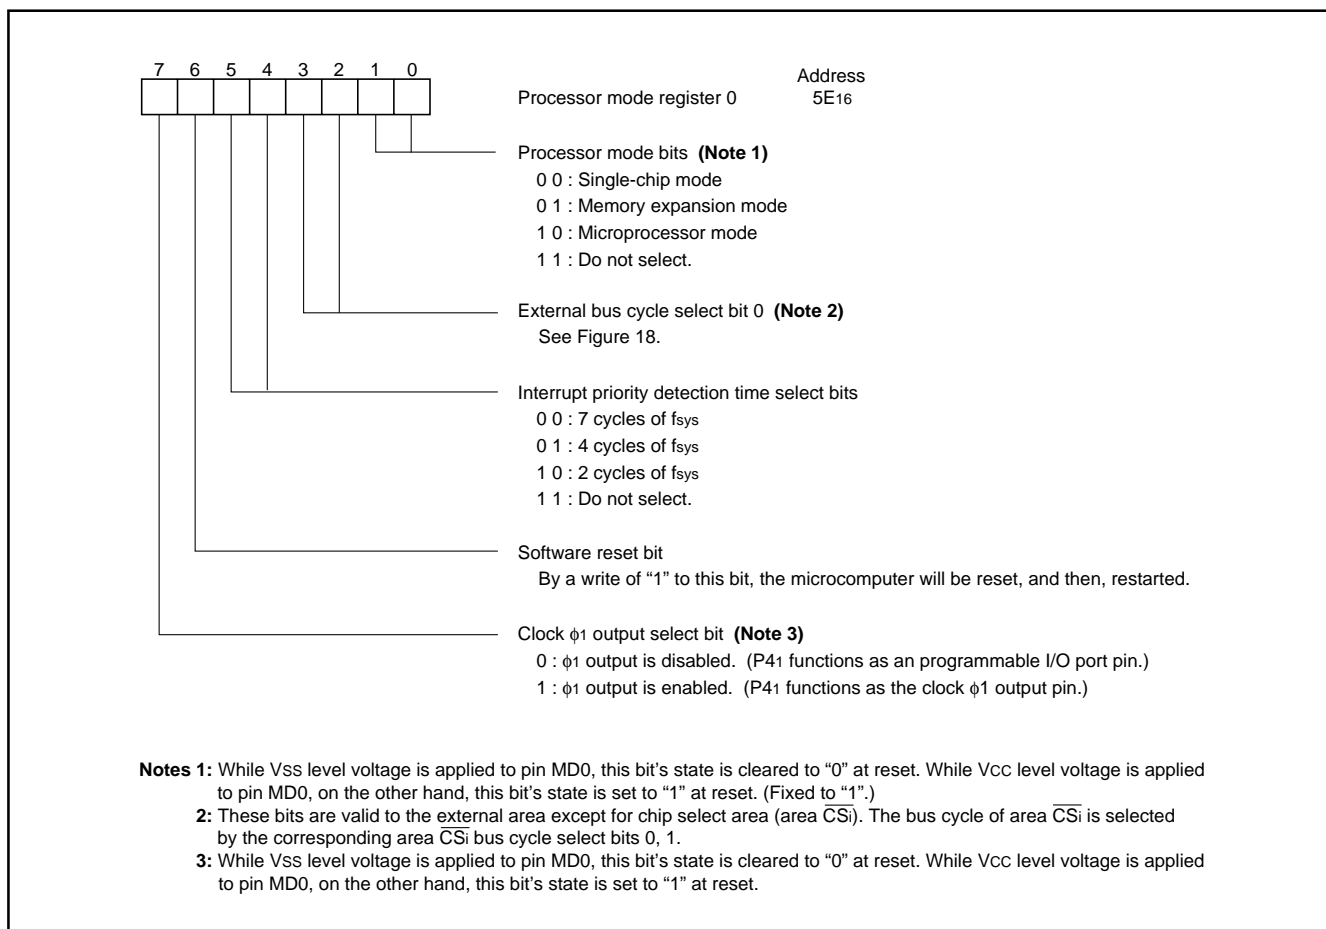 7 6 5 4 3 2 1 0
Address
Processor mode register 0 5E16
Processor mode bits (Note 1)
0 0 : Single-chip mode
0 1 : Memory expansion mode
1 0 : Microprocessor mode
1 1 : Do not select.
External bus cycle select bit 0 (Note 2)
See Figure 18.
Interrupt priority detection time select bits
0 0 : 7 cycles of fsys
0 1 : 4 cycles of fsys
1 0 : 2 cycles of fsys
1 1 : Do not select.
Software reset bit
By a write of “1” to this bit, the microcomputer will be reset, and then, restarted.
Clock φ1 output select bit (Note 3)
0 : φ1 output is disabled. (P41 functions as an programmable I/O port pin.)
1 : φ1 output is enabled. (P41 functions as the clock φ1 output pin.)
Notes 1: While VSS level voltage is applied to pin MD0, this bit’s state is cleared to “0” at reset. While VCC level voltage is applied
to pin MD0, on the other hand, this bit’s state is set to “1” at reset. (Fixed to “1”.)
2: These bits are valid to the external area except for chip select area (area C̅S̅i). The bus cycle of area C̅S̅i is selected
by the corresponding area C̅S̅i bus cycle select bits 0, 1.
3: While VSS level voltage is applied to pin MD0, this bit’s state is cleared to “0” at reset. While VCC level voltage is applied
to pin MD0, on the other hand, this bit’s state is set to “1” at reset.